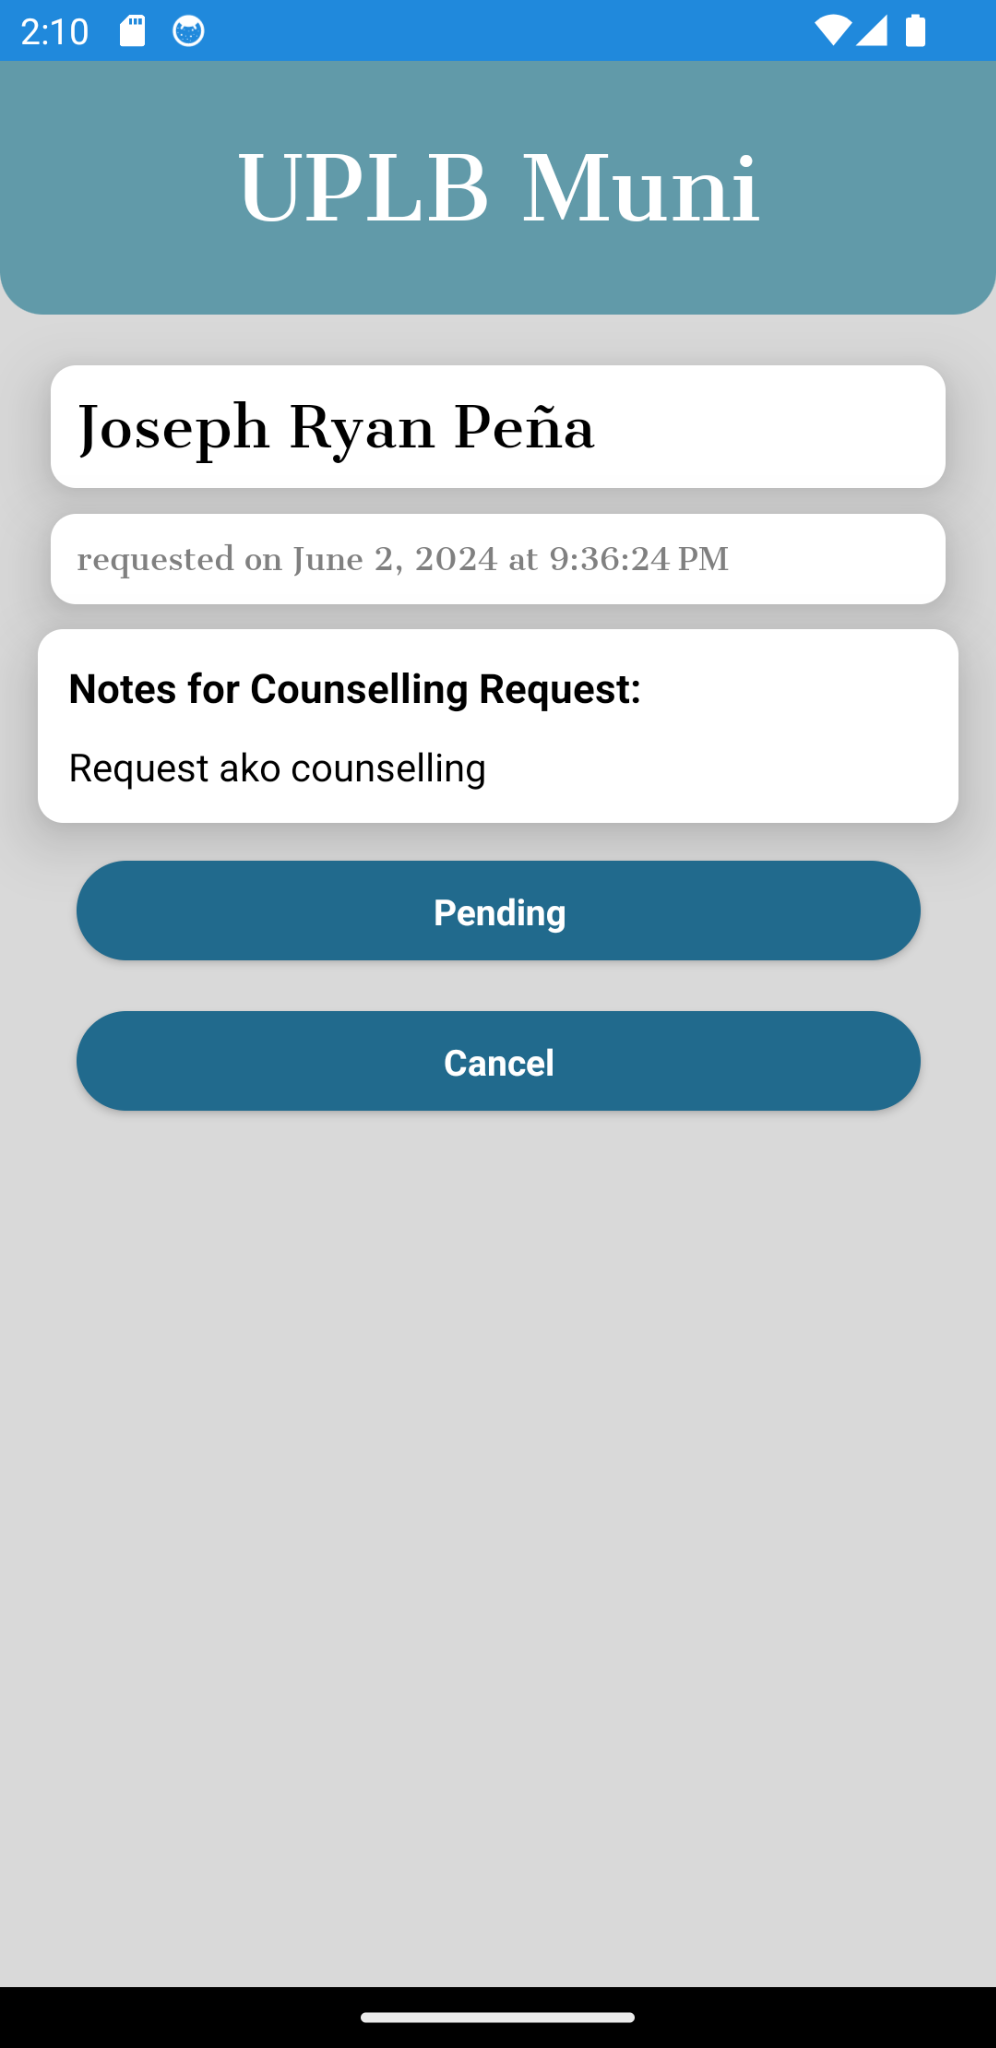 2:10
UPLB Muni
Joseph Ryan Peña
requested on June 2, 2024 at 9:36:24 PM
Notes for Counselling Request:
Request ako counselling
Pending
Cancel